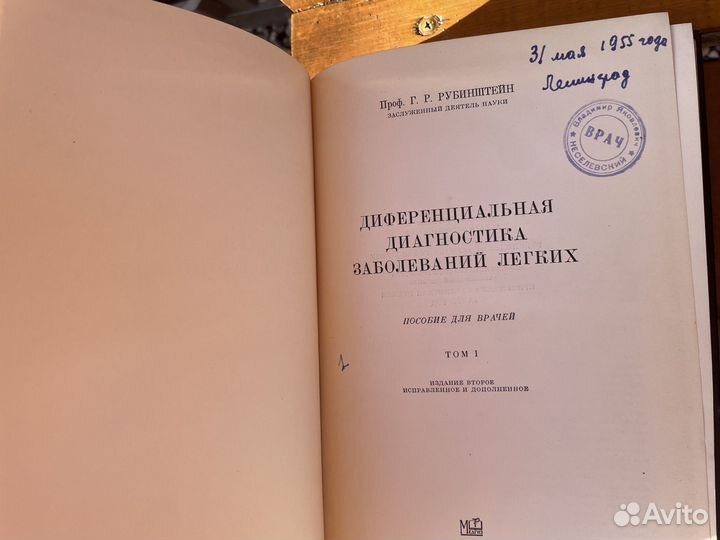 31 мая 1955 года
Ленинград
Проф. Г. Р. РУБИНШТЕЙН
ЗАСЛУЖЕННЫЙ ДЕЯТЕЛЬ НАУКИ
Владимир Яковлевич
ВРАЧ
НЕСЕЛЕВСКИЙ
ДИФЕРЕНЦИАЛЬНАЯ
ДИАГНОСТИКА
ЗАБОЛЕВАНИЙ ЛЕГКИХ
ПОСОБИЕ ДЛЯ ВРАЧЕЙ
ТОМ I
ИЗДАНИЕ ВТОРОЕ
ИСПРАВЛЕННОЕ И ДОПОЛНЕННОЕ
Avito